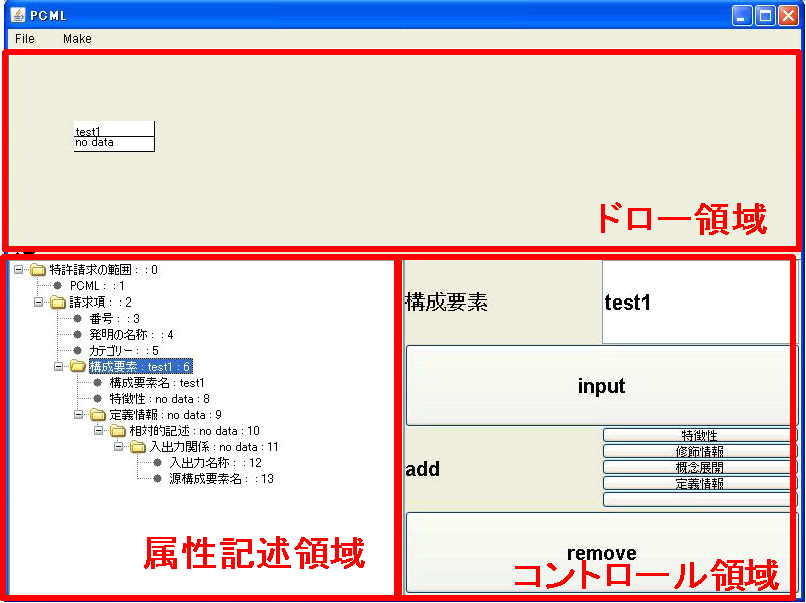 PCML
File Make
test1
no data
ドロー領域
特許請求の範囲 : : 0
PCML : : 1
請求項 : : 2
番号 : : 3
発明の名称 : : 4
カテゴリー : : 5
構成要素 : test1 : 6
構成要素名 : test1
特徴性 : no data : 8
定義情報 : no data : 9
相対的記述 : no data : 10
入出力関係 : no data : 11
入出力名称 : : 12
源構成要素名 : : 13
属性記述領域
構成要素 test1
input
add
特徴性
修飾情報
概念展開
定義情報
remove
コントロール領域